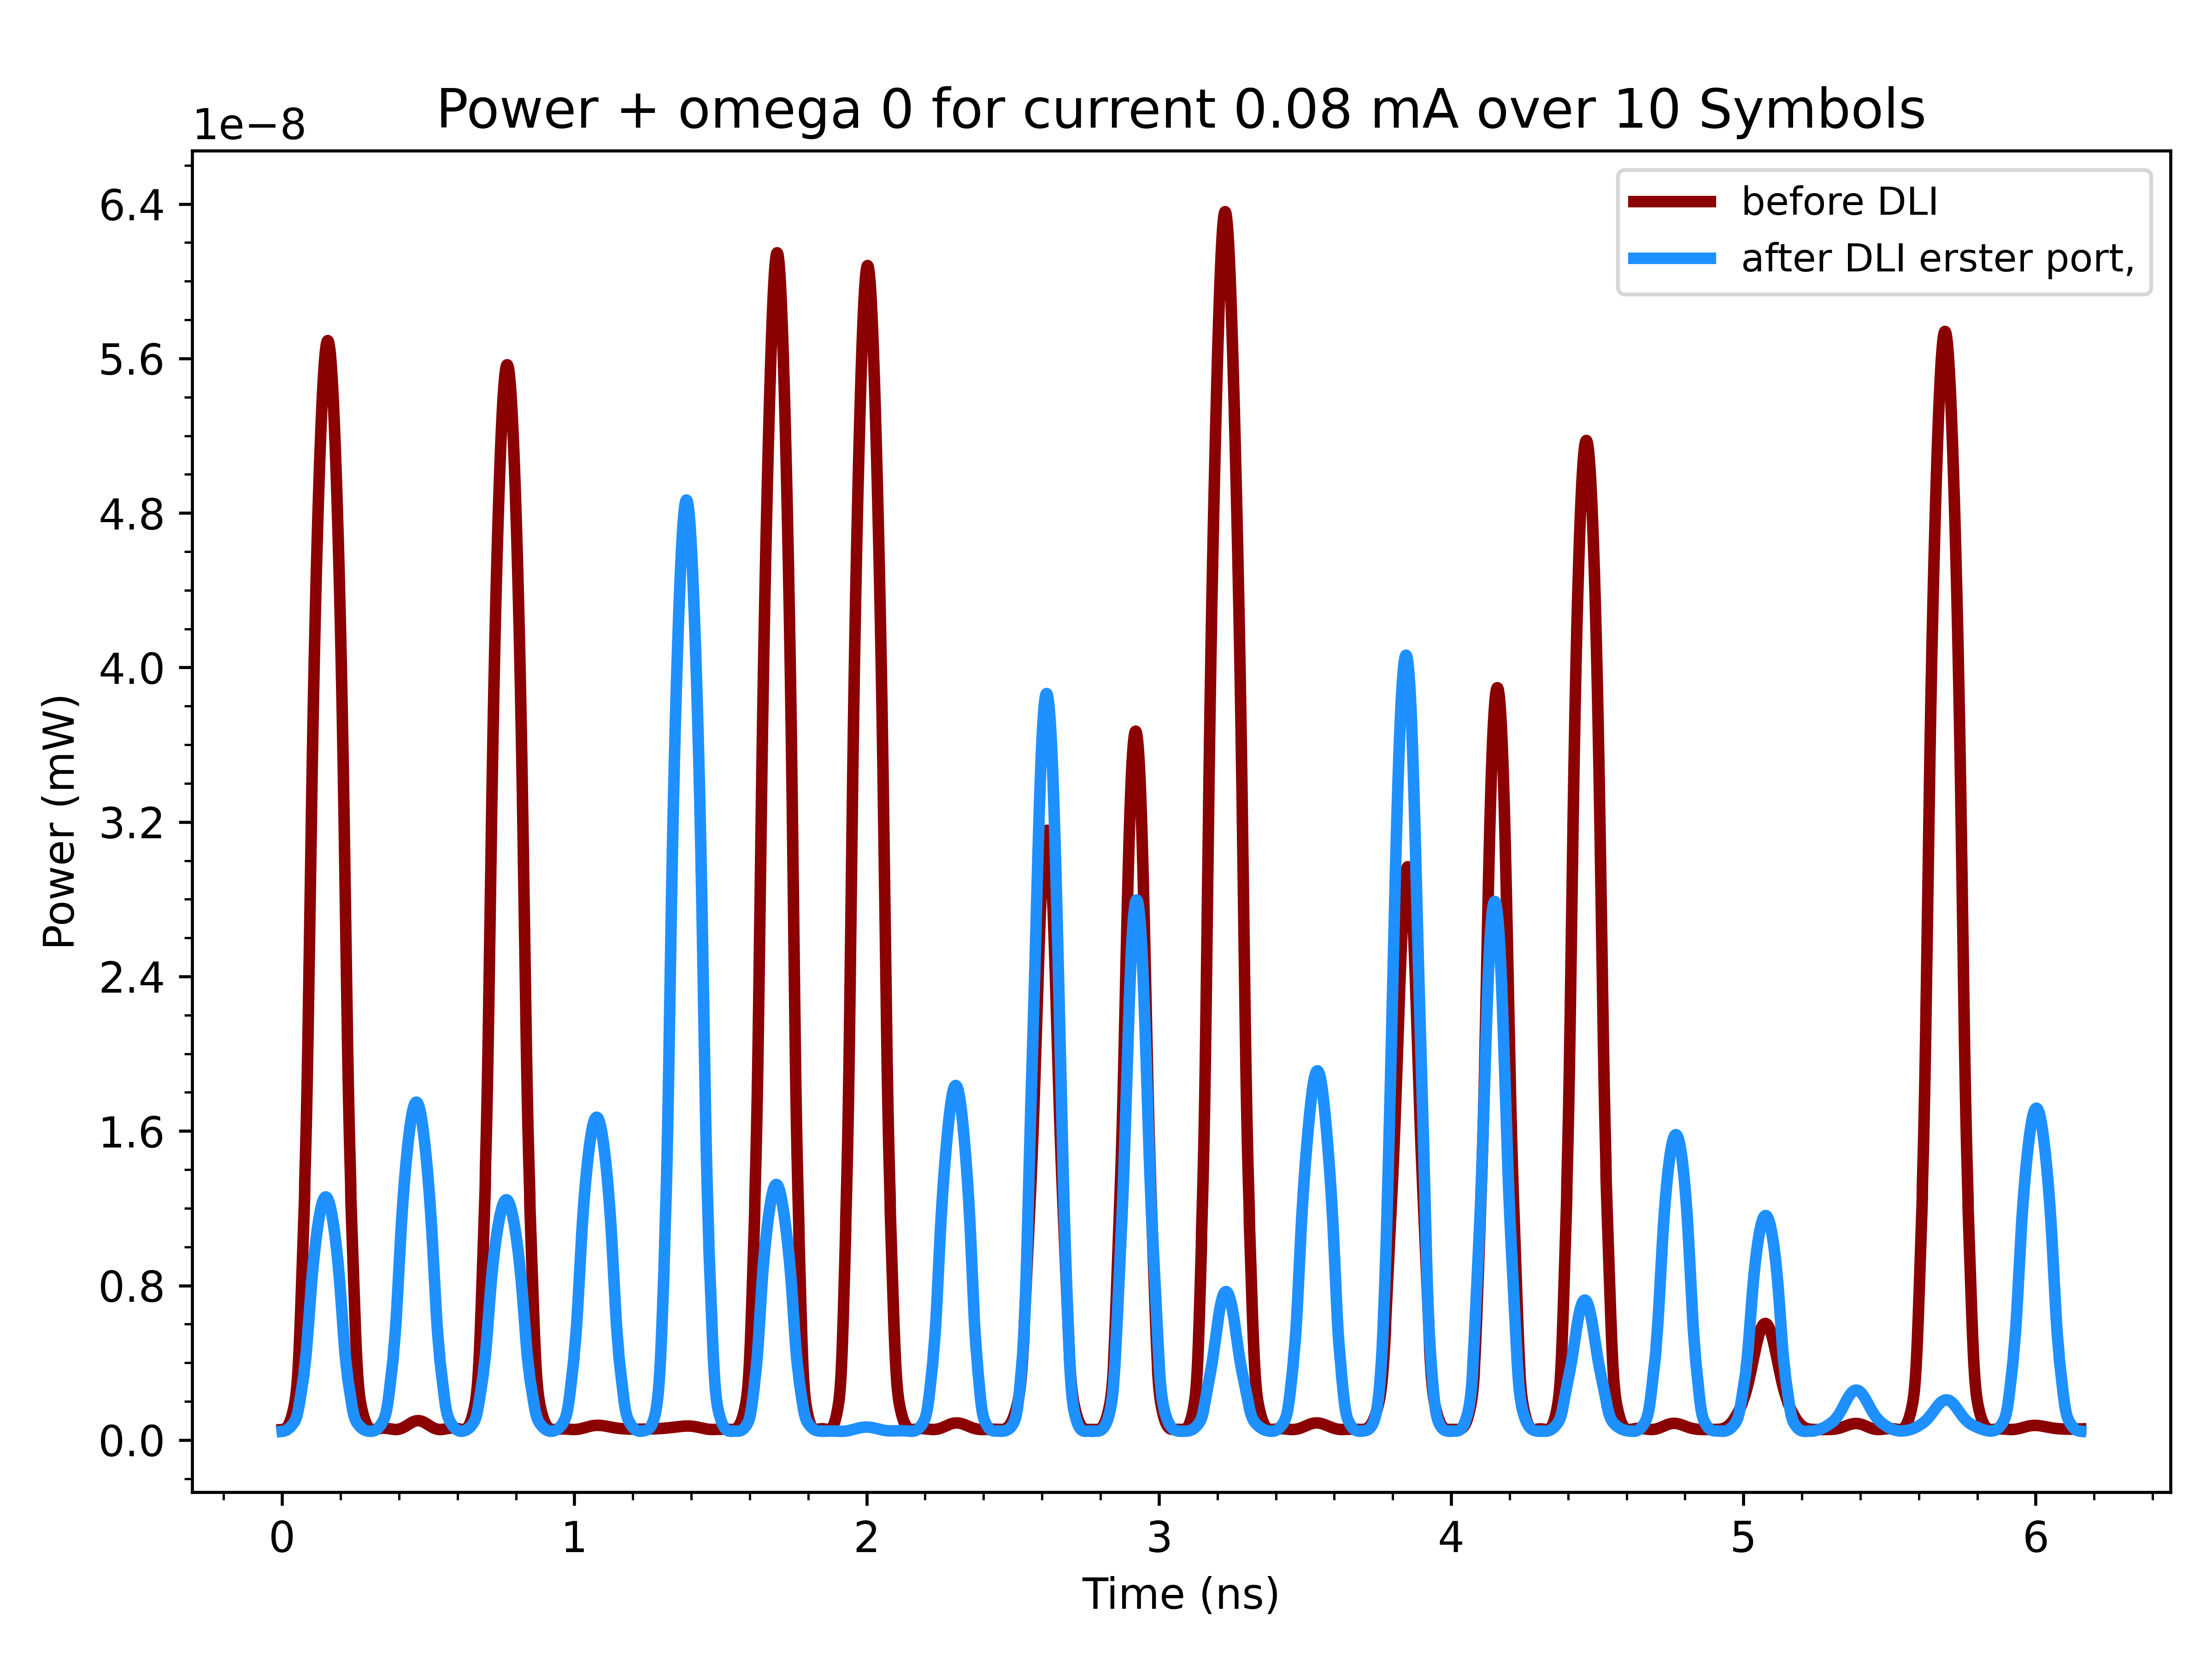 Power + omega 0 for current 0.08 mA over 10 Symbols
1e−8
before DLI
after DLI erster port,
6.4
5.6
4.8
4.0
3.2
2.4
1.6
0.8
0.0
Power (mW)
0 1 2 3 4 5 6
Time (ns)